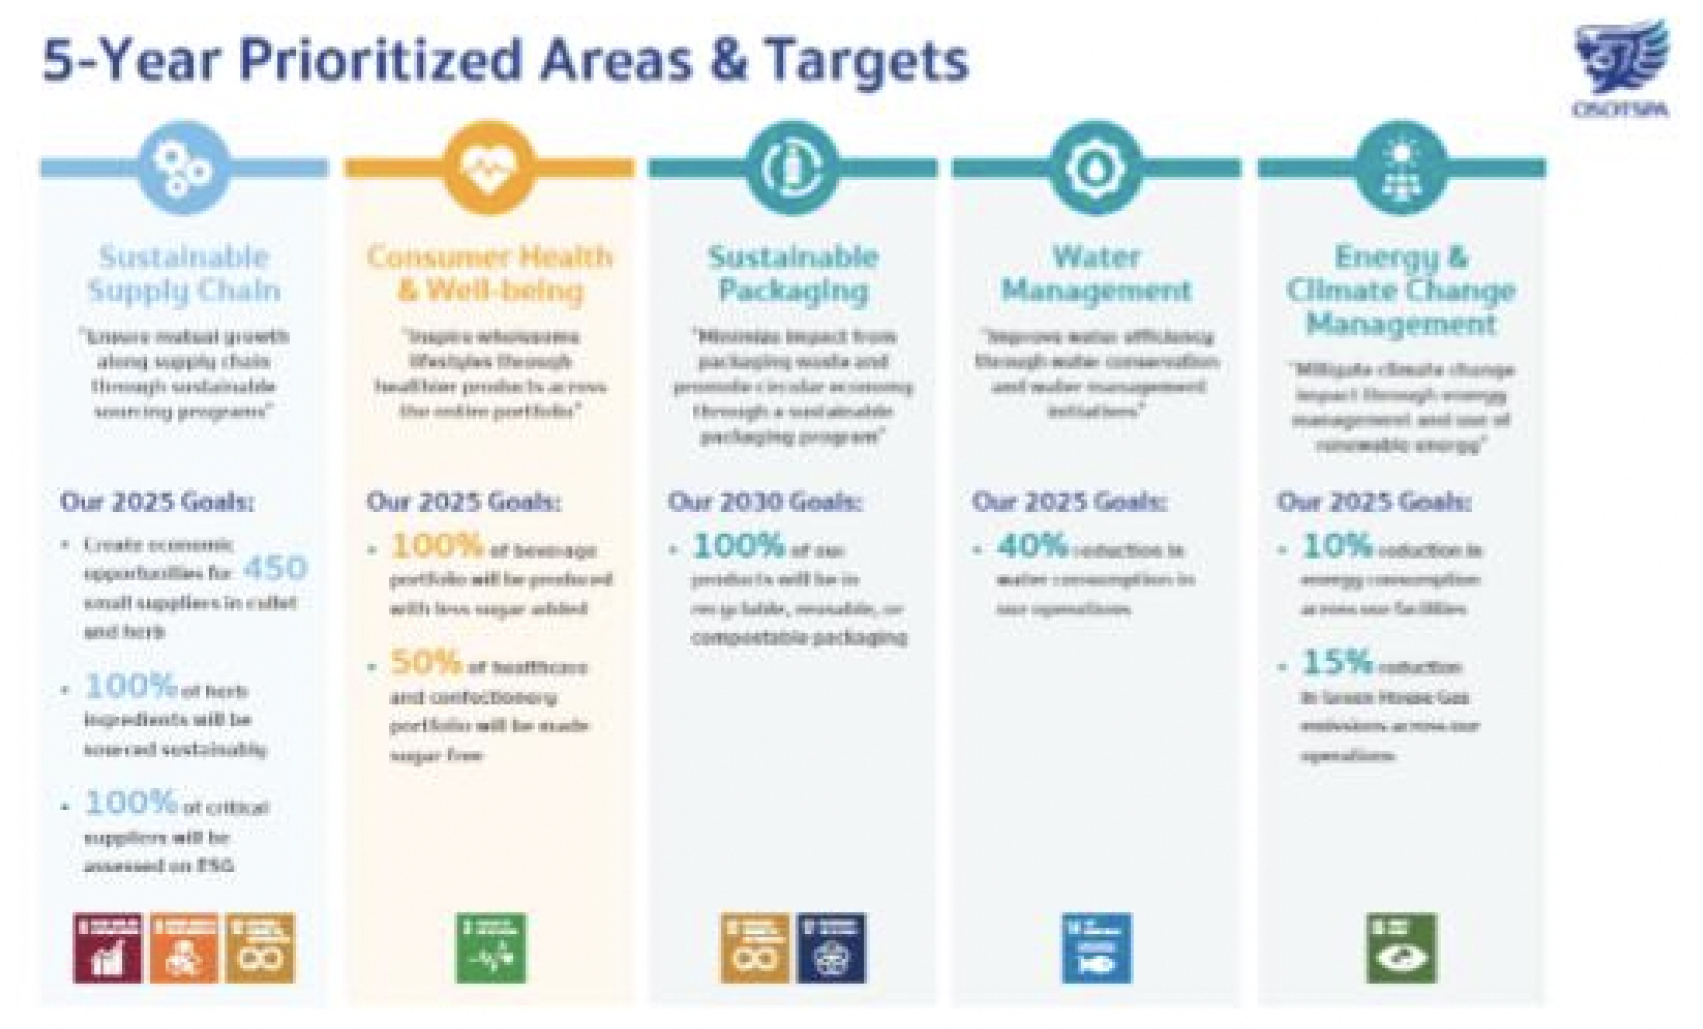 5-Year Prioritized Areas & Targets
OSOTSPA
Sustainable
Supply Chain
"Ensure mutual growth
along supply chain
through sustainable
sourcing programs"
Our 2025 Goals:
• Create economic
opportunities for 450
small suppliers in cullet
and herb
• 100% of herb
ingredients will be
sourced sustainably
• 100% of critical
suppliers will be
assessed on ESG
Consumer Health
& Well-being
"Inspire wholesome
lifestyles through
healthier products across
the entire portfolio"
Our 2025 Goals:
• 100% of beverage
portfolio will be produced
with less sugar added
• 50% of healthcare
and confectionery
portfolio will be made
sugar free
Sustainable
Packaging
"Minimize impact from
packaging waste and
promote circular economy
through a sustainable
packaging program"
Our 2030 Goals:
• 100% of our
products will be in
recyclable, reusable, or
compostable packaging
Water
Management
"Improve water efficiency
through water conservation
and water management
initiatives"
Our 2025 Goals:
• 40% reduction in
water consumption in
our operations
Energy &
Climate Change
Management
"Mitigate climate change
impact through energy
management and use of
renewable energy"
Our 2025 Goals:
• 10% reduction in
energy consumption
across our facilities
• 15% reduction
in Green House Gas
emissions across our
operations